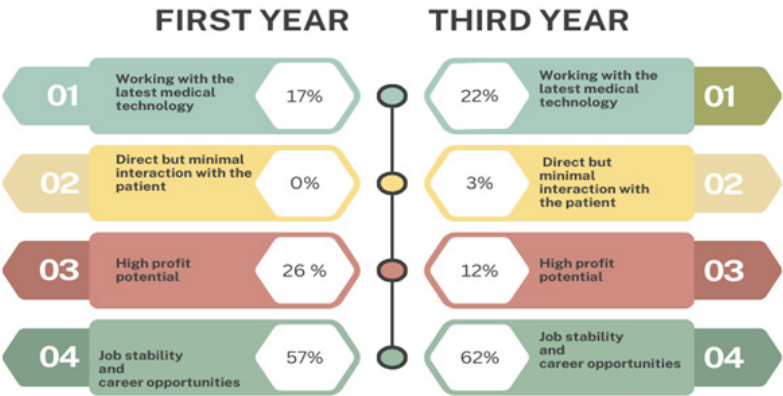 FIRST YEAR
THIRD YEAR
01
Working with the
latest medical
technology
17%
22%
Working with the
latest medical
technology
01
02
Direct but minimal
interaction with the
patient
0%
3%
Direct but
minimal
interaction with
the patient
02
03
High profit
potential
26 %
12%
High profit
potential
03
04
Job stability
and
career opportunities
57%
62%
Job stability
and
career opportunities
04